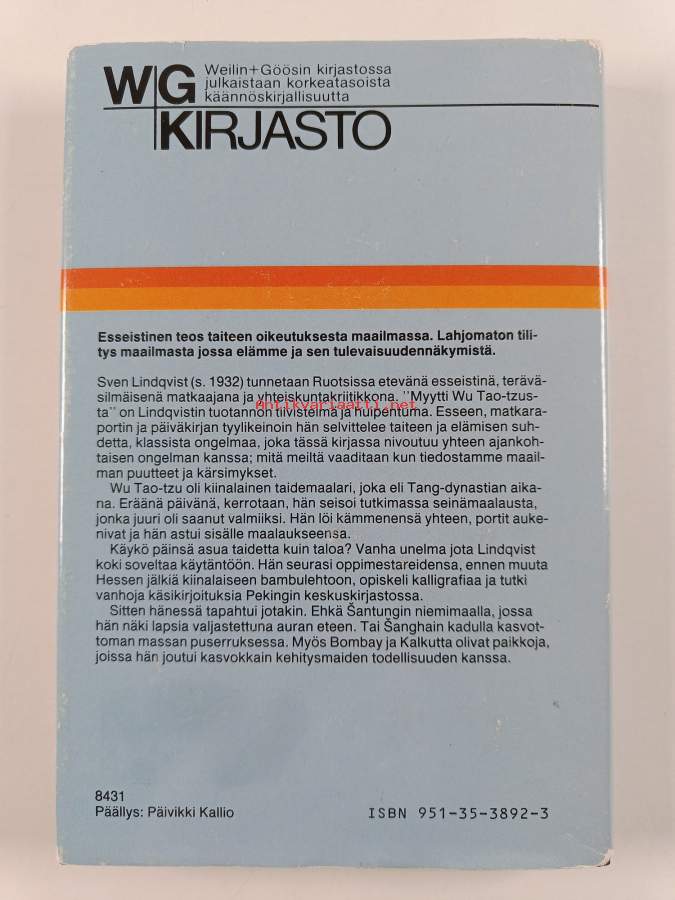 WG
KIRJASTO
Weilin+Göösin kirjastossa
julkaistaan korkeatasoista
käännöskirjallisuutta
Esseistinen teos taiteen oikeutuksesta maailmassa. Lahjomaton tili-
tys maailmasta jossa elämme ja sen tulevaisuudennäkymistä.
Sven Lindqvist (s. 1932) tunnetaan Ruotsissa etevänä esseistinä, terävä-
silmäisenä matkaajana ja yhteiskuntakriitikkona. "Myytti Wu Tao-tzus-
ta" on Lindqvistin tuotannon tiivistelmä ja huipentuma. Esseen, matkara-
portin ja päiväkirjan tyylikeinoin hän selvittelee taiteen ja elämisen suh-
detta, klassista ongelmaa, joka tässä kirjassa nivoutuu yhteen ajankoh-
taisen ongelman kanssa; mitä meiltä vaaditaan kun tiedostamme maail-
man puutteet ja kärsimykset.
Wu Tao-tzu oli kiinalainen taidemaalari, joka eli Tang-dynastian aika-
na. Eräänä päivänä, kerrotaan, hän seisoi tutkimassa seinämaalausta,
jonka juuri oli saanut valmiiksi. Hän löi kämmenensä yhteen, portit auke-
nivat ja hän astui sisälle maalaukseensa.
Käykö päinsä asua taidetta kuin taloa? Vanha unelma jota Lindqvist
koki soveltaa käytäntöön. Hän seurasi oppimestareidensa, ennen muuta
Hessen jälkiä kiinalaiseen bambulehtoon, opiskeli kalligrafiaa ja tutki
vanhoja käsikirjoituksia Pekingin keskuskirjastossa.
Sitten hänessä tapahtui jotakin. Ehkä Šantungin niemimaalla, jossa
hän näki lapsia valjastettuna auran eteen. Tai Šanghain kadulla kasvot-
toman massan puserruksessa. Myös Bombay ja Kalkutta olivat paikkoja,
joissa hän joutui kasvokkain kehitysmaiden todellisuuden kanssa.
Antikvariaatti.net
8431
Päällys: Päivikki Kallio
ISBN 951-35-3892-3